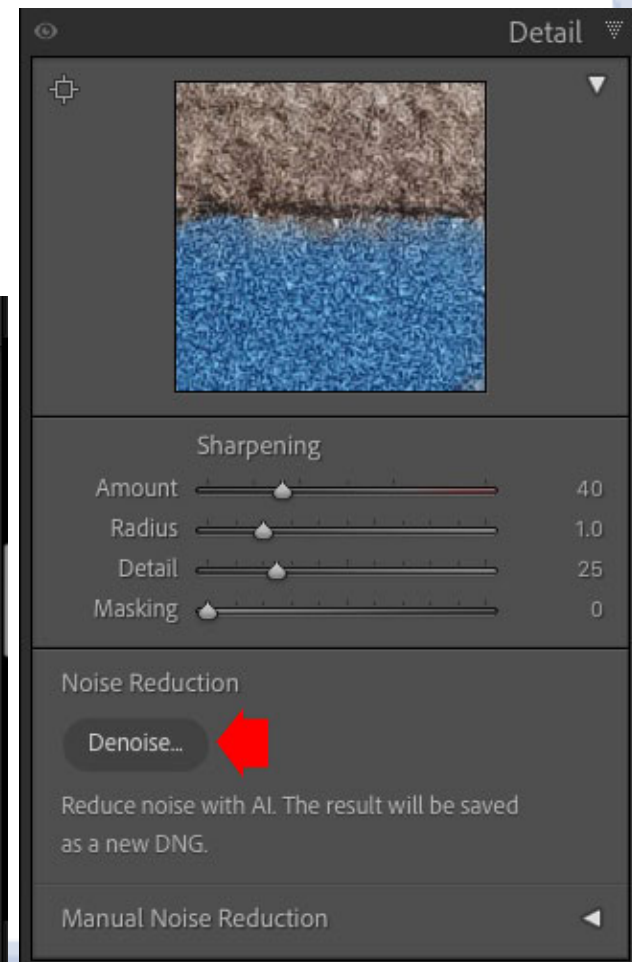 Detail
Sharpening
Amount 40
Radius 1.0
Detail 25
Masking 0
Noise Reduction
Denoise...
Reduce noise with AI. The result will be saved
as a new DNG.
Manual Noise Reduction